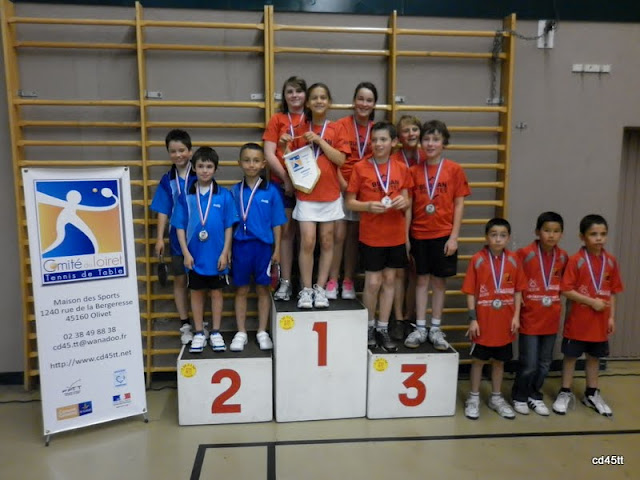 Comité du Loiret
Tennis de Table
Maison des Sports
1240 rue de la Bergeresse
45160 Olivet
02 38 49 88 38
cd45.tt@wanadoo.fr
http://www.cd45tt.net
2
1
3
cd45tt